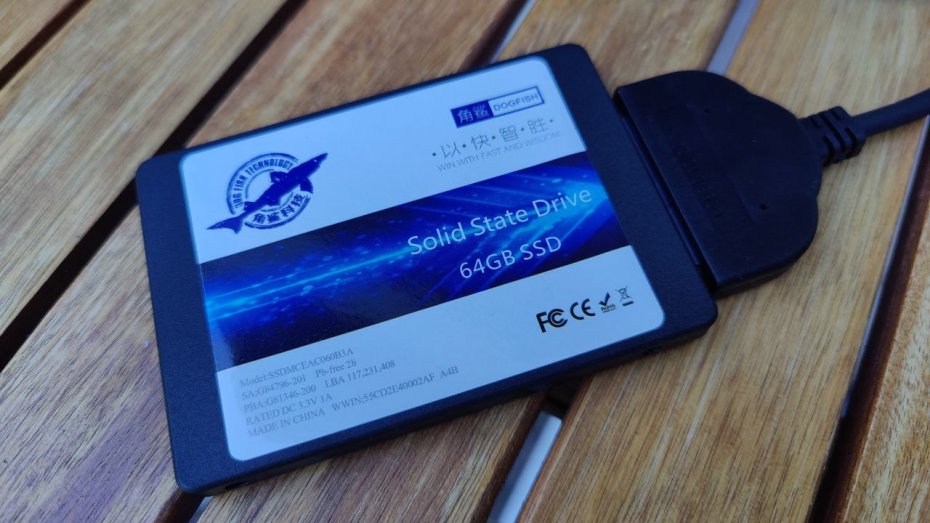 DOG FISH TECHNOLOGY
角鲨科技
角鲨 DOGFISH
·以·快·智·胜·
WIN WITH FAST AND WISDOM
Solid State Drive
64GB SSD
FC CE RoHS
Model:SSDMCEAC060B3A
SA:G84796-201 Pb-free 2li
PBA:G81346-200 LBA 117,231,408
RATED DC 3.3V 1A
MADE IN CHINA WWIN:55CD2E40002AF A4B